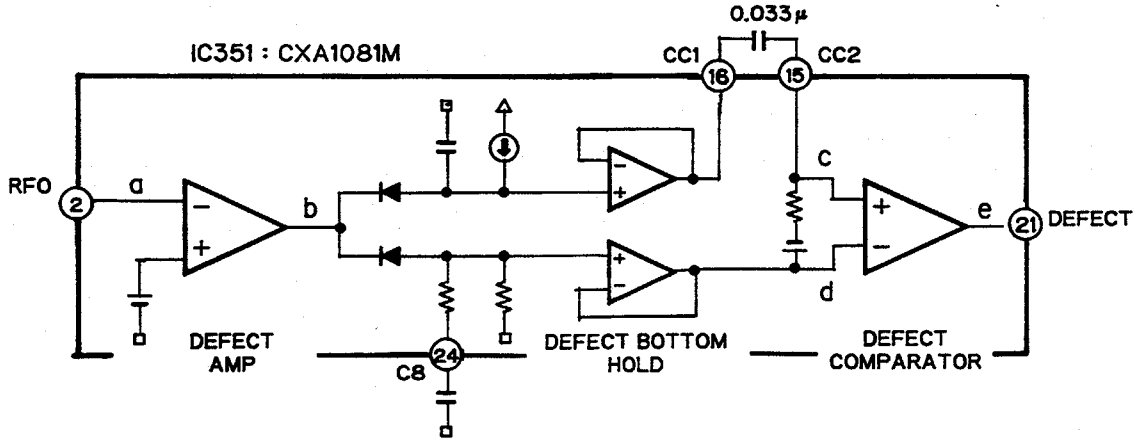 0.033μ
IC351 : CXA1081M
CC1
16
15
CC2
RFO
2
a
b
c
d
e
21
DEFECT
-
+
-
+
+
-
+
-
DEFECT
AMP
24
C8
DEFECT BOTTOM
HOLD
DEFECT
COMPARATOR